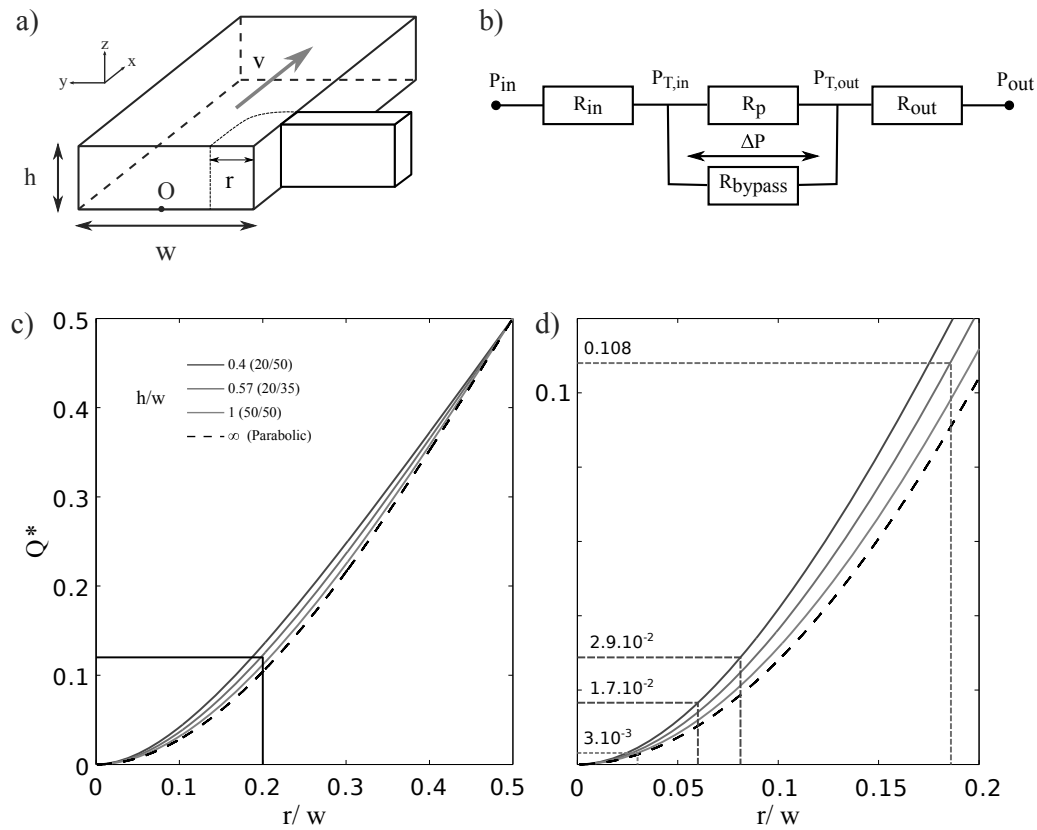 a)
z
y
x
v
h
O
r
w
b)
P_in
R_in
P_T,in
R_p
P_T,out
R_out
P_out
ΔP
R_bypass
c)
0.5
0.4
0.3
0.2
0.1
0
Q*
h/w
0.4 (20/50)
0.57 (20/35)
1 (50/50)
∞ (Parabolic)
0 0.1 0.2 0.3 0.4 0.5
r/ w
d)
0.108
0.1
2.9.10⁻²
1.7.10⁻²
3.10⁻³
0 0.05 0.1 0.15 0.2
r/ w